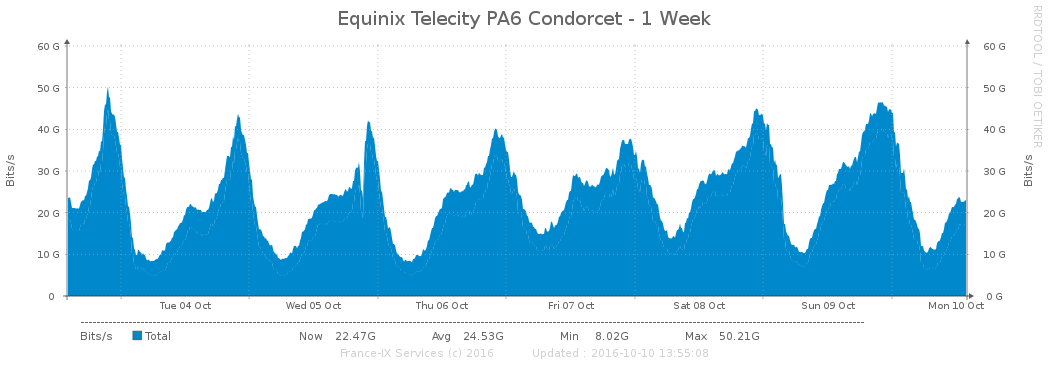 Equinix Telecity PA6 Condorcet - 1 Week
RRDTOOL / TOBI OETIKER
Bits/s
60 G
50 G
40 G
30 G
20 G
10 G
0
60 G
50 G
40 G
30 G
20 G
10 G
0 G
Bits/s
Tue 04 Oct Wed 05 Oct Thu 06 Oct Fri 07 Oct Sat 08 Oct Sun 09 Oct Mon 10 Oct
Bits/s Total Now 22.47G Avg 24.53G Min 8.02G Max 50.21G
France-IX Services (c) 2016 Updated : 2016-10-10 13:55:08